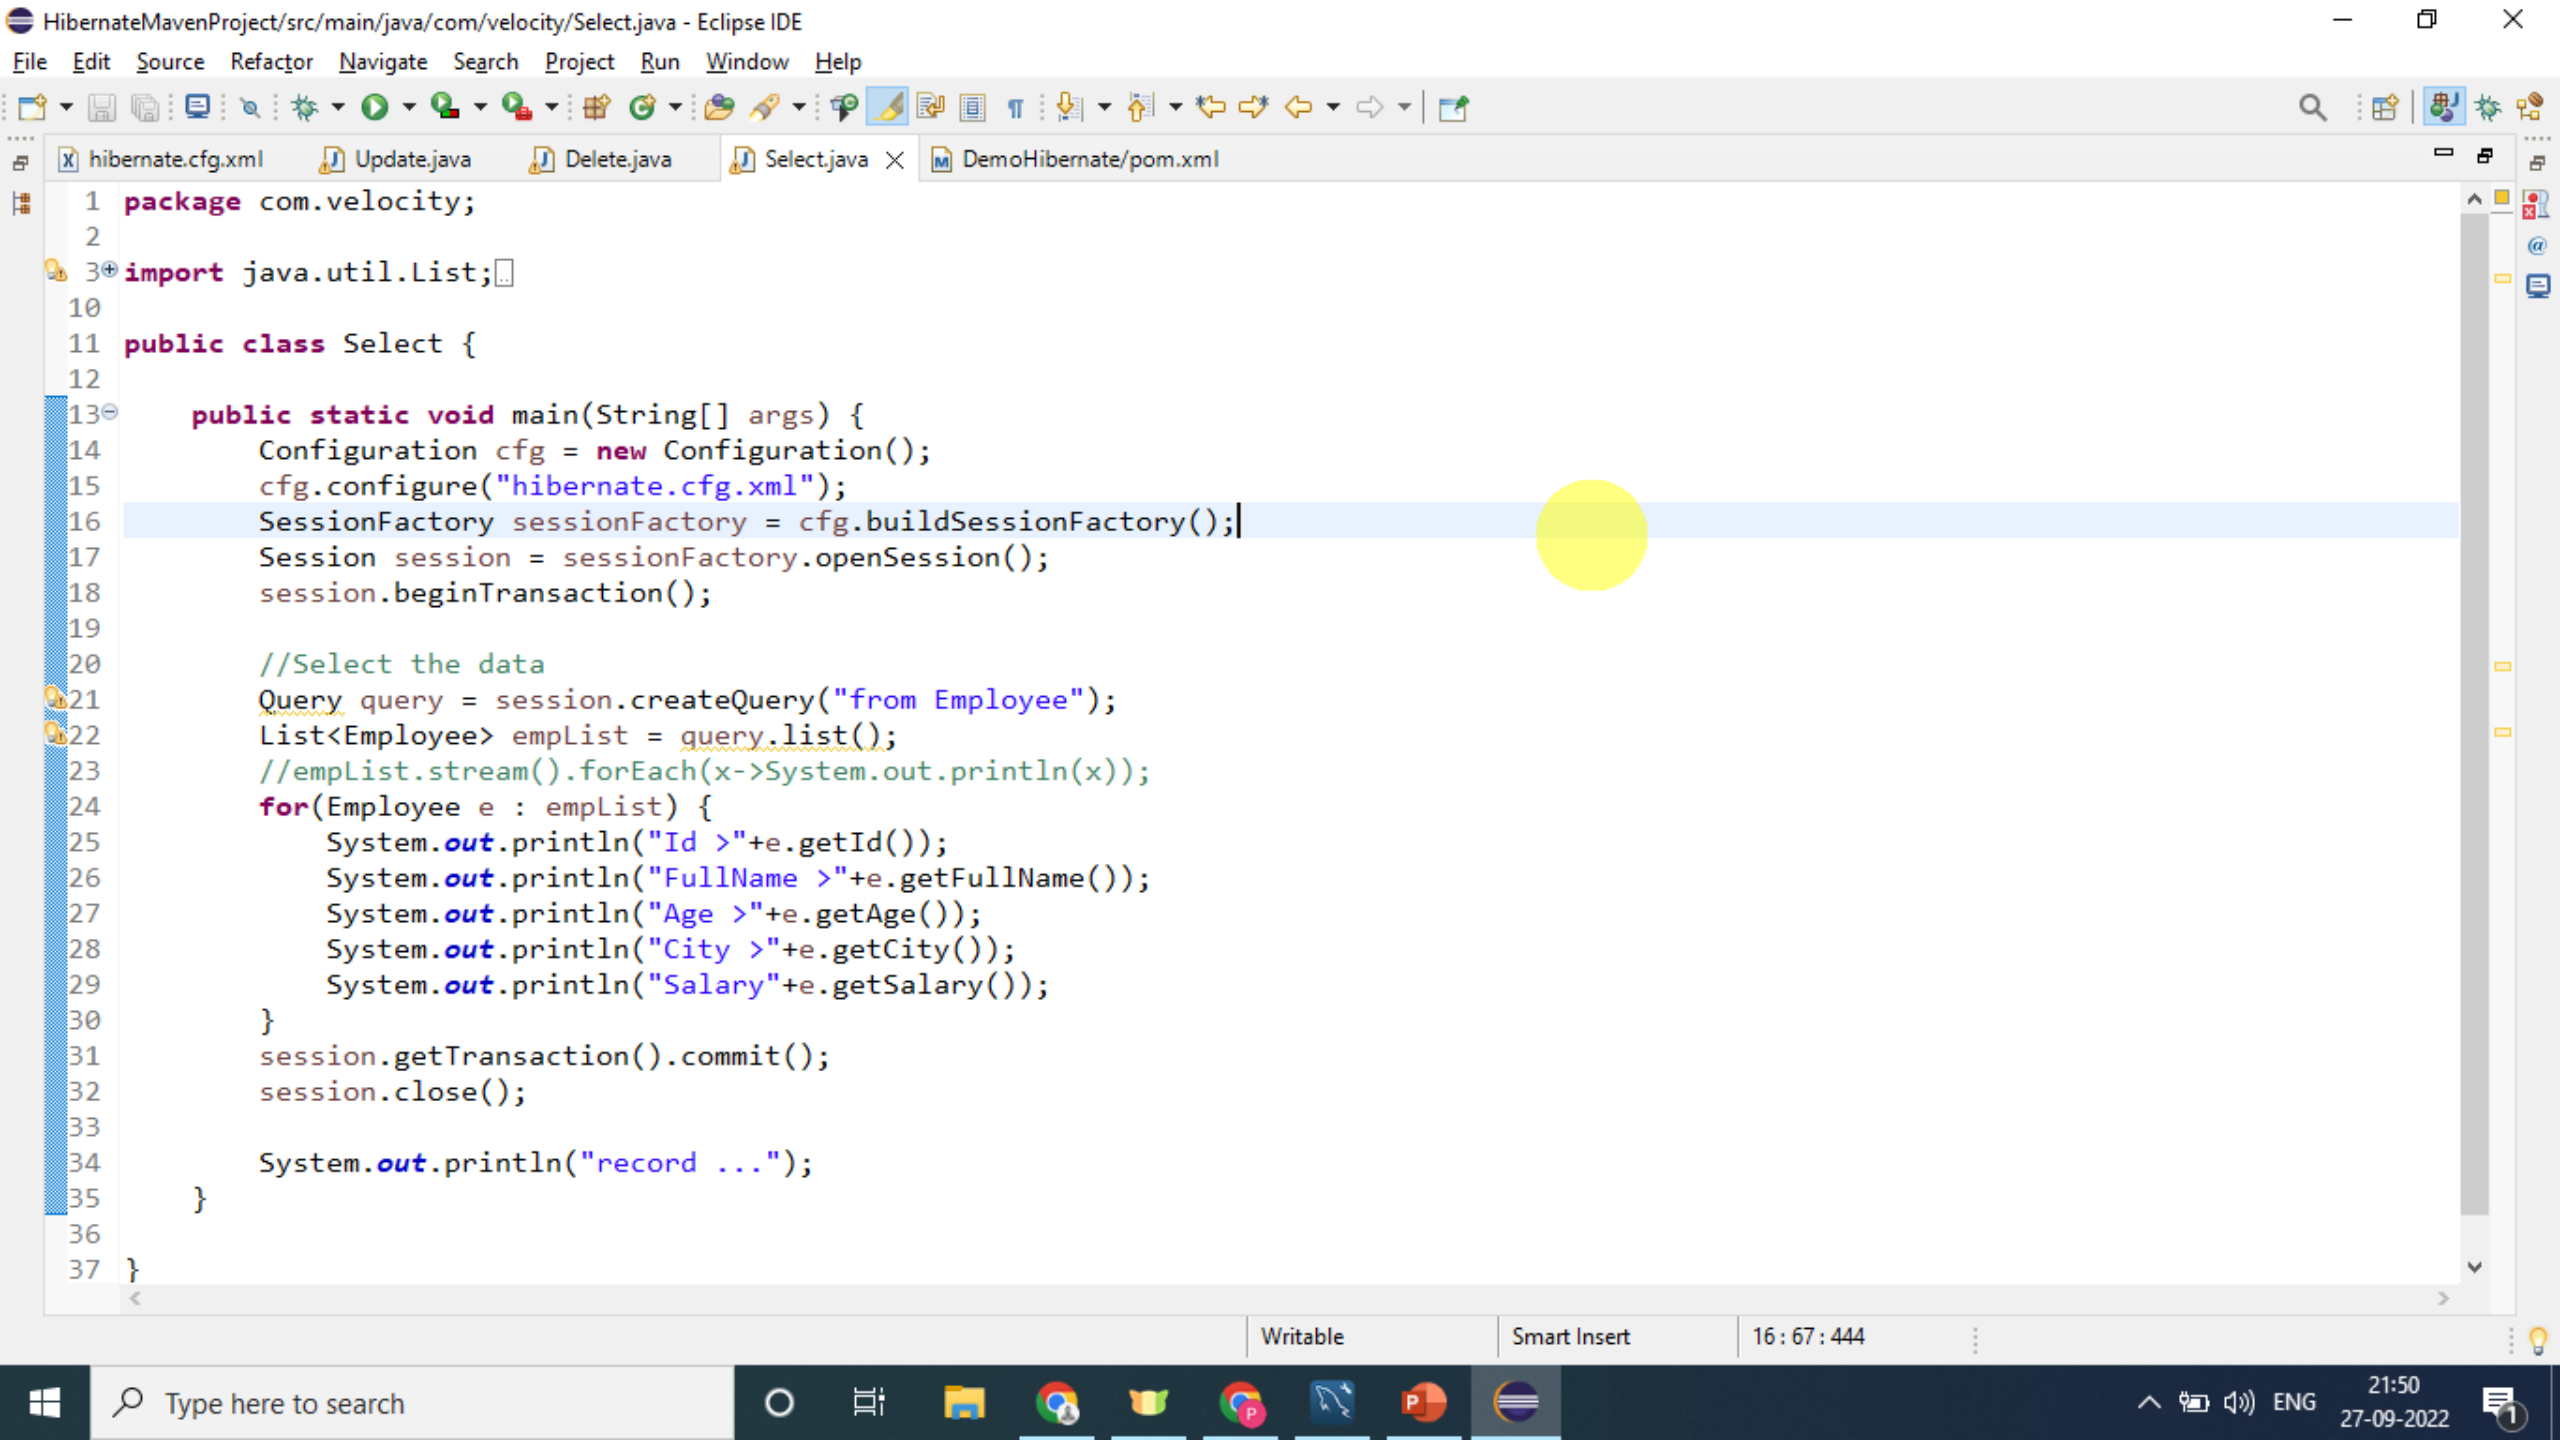 HibernateMavenProject/src/main/java/com/velocity/Select.java - Eclipse IDE
File Edit Source Refactor Navigate Search Project Run Window Help
hibernate.cfg.xml Update.java Delete.java Select.java DemoHibernate/pom.xml
1 package com.velocity;
2
3 import java.util.List;
10
11 public class Select {
12
13     public static void main(String[] args) {
14         Configuration cfg = new Configuration();
15         cfg.configure("hibernate.cfg.xml");
16         SessionFactory sessionFactory = cfg.buildSessionFactory();
17         Session session = sessionFactory.openSession();
18         session.beginTransaction();
19
20         //Select the data
21         Query query = session.createQuery("from Employee");
22         List<Employee> empList = query.list();
23         //empList.stream().forEach(x->System.out.println(x));
24         for(Employee e : empList) {
25             System.out.println("Id >"+e.getId());
26             System.out.println("FullName >"+e.getFullName());
27             System.out.println("Age >"+e.getAge());
28             System.out.println("City >"+e.getCity());
29             System.out.println("Salary"+e.getSalary());
30         }
31         session.getTransaction().commit();
32         session.close();
33
34         System.out.println("record ...");
35     }
36
37 }
Writable Smart Insert 16 : 67 : 444
Type here to search
ENG
21:50
27-09-2022
1